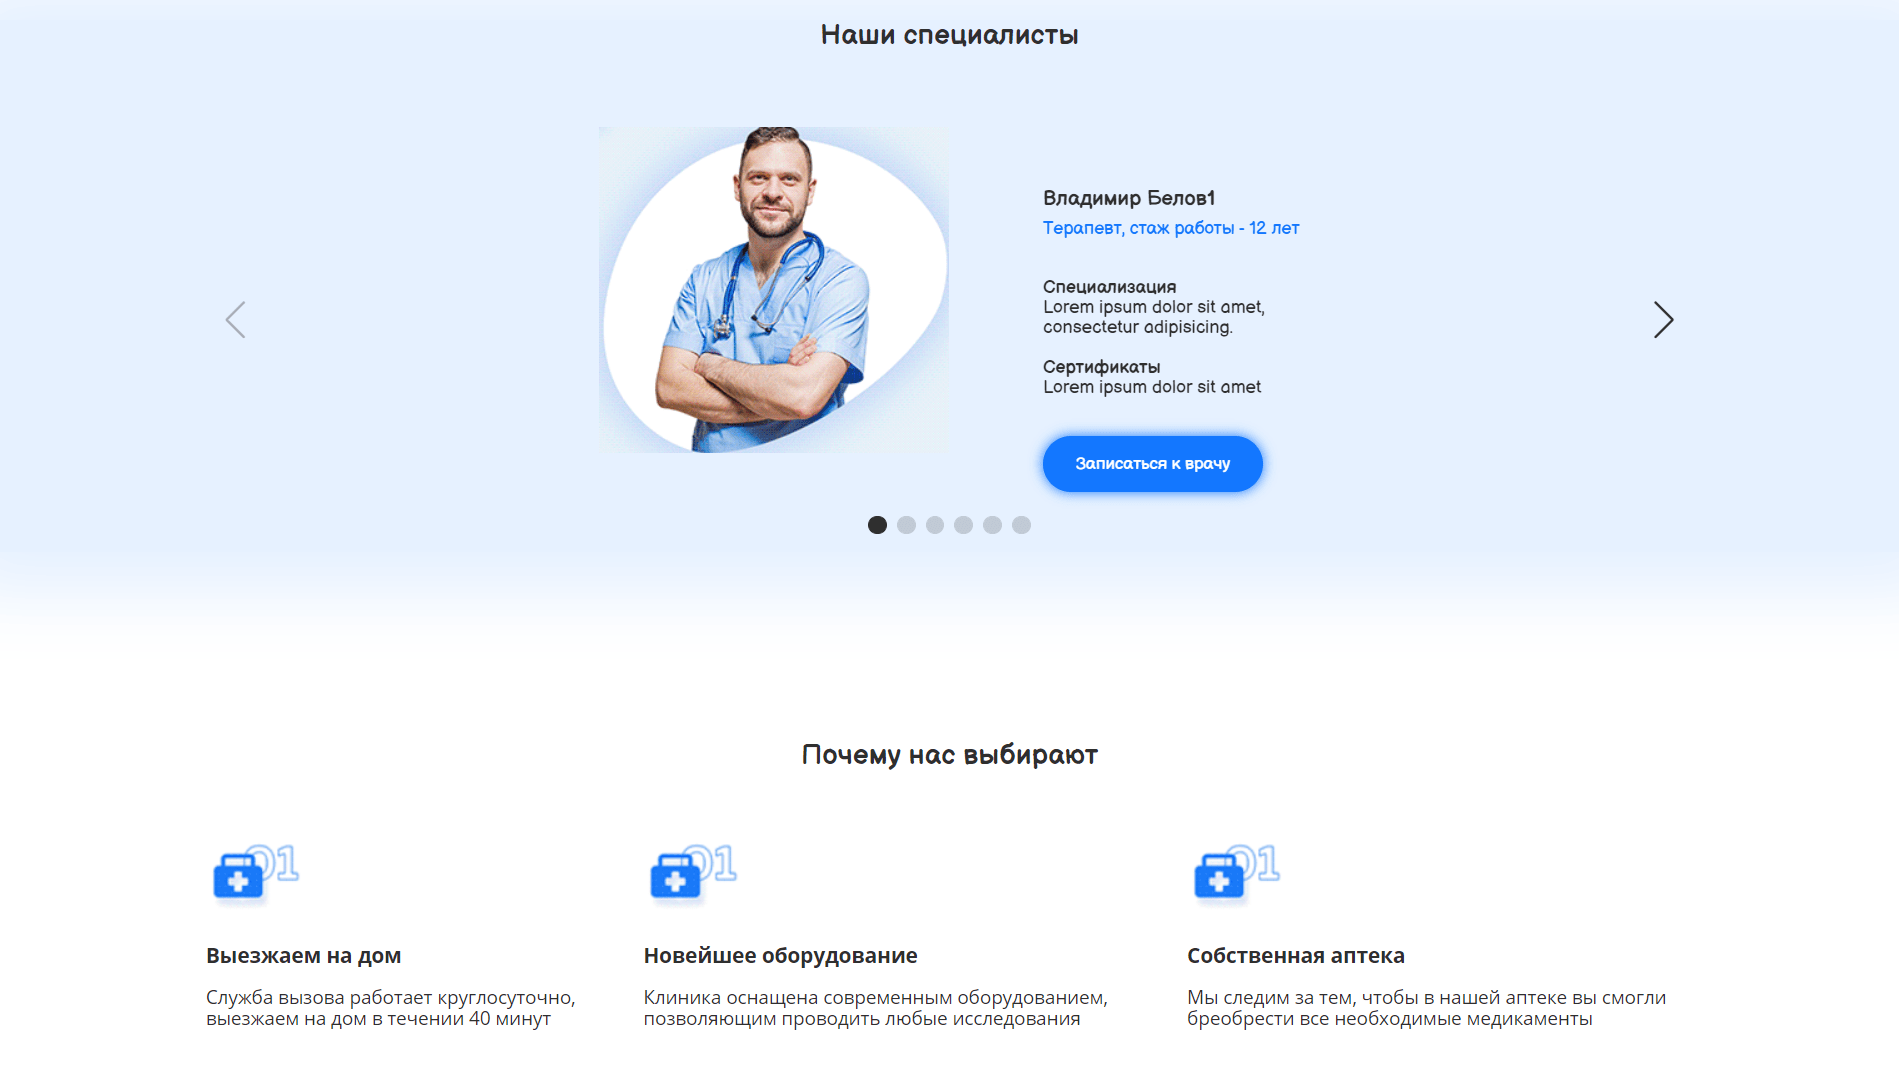 Наши специалисты
Владимир Белов1
Терапевт, стаж работы - 12 лет
Специализация
Lorem ipsum dolor sit amet,
consectetur adipisicing.
Сертификаты
Lorem ipsum dolor sit amet
Записаться к врачу
Почему нас выбирают
01
Выезжаем на дом
Служба вызова работает круглосуточно,
выезжаем на дом в течении 40 минут
01
Новейшее оборудование
Клиника оснащена современным оборудованием,
позволяющим проводить любые исследования
01
Собственная аптека
Мы следим за тем, чтобы в нашей аптеке вы смогли
бреобрести все необходимые медикаменты